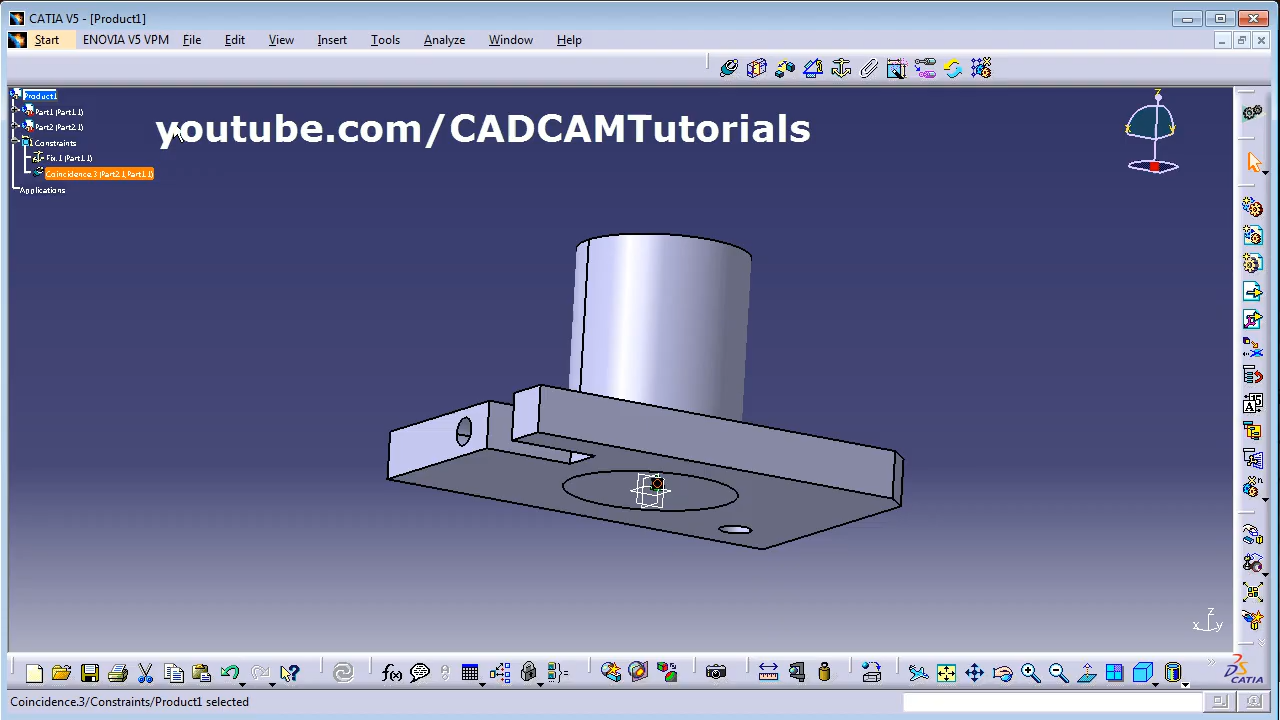 CATIA V5 - [Product1]
Start ENOVIA V5 VPM File Edit View Insert Tools Analyze Window Help
Product1
Part1 (Part1.1)
Part2 (Part2.1)
Constraints
Fix.1 (Part1.1)
Coincidence.3 (Part2.1,Part1.1)
Applications
youtube.com/CADCAMTutorials
z
x y z
f(x)
CATIA
Coincidence.3/Constraints/Product1 selected